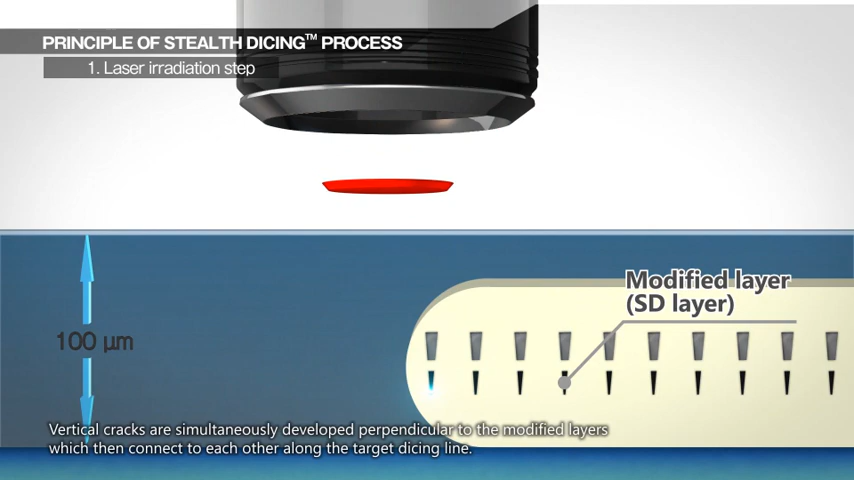 PRINCIPLE OF STEALTH DICING™ PROCESS
1. Laser irradiation step
Modified layer
(SD layer)
100 µm
Vertical cracks are simultaneously developed perpendicular to the modified layers
which then connect to each other along the target dicing line.